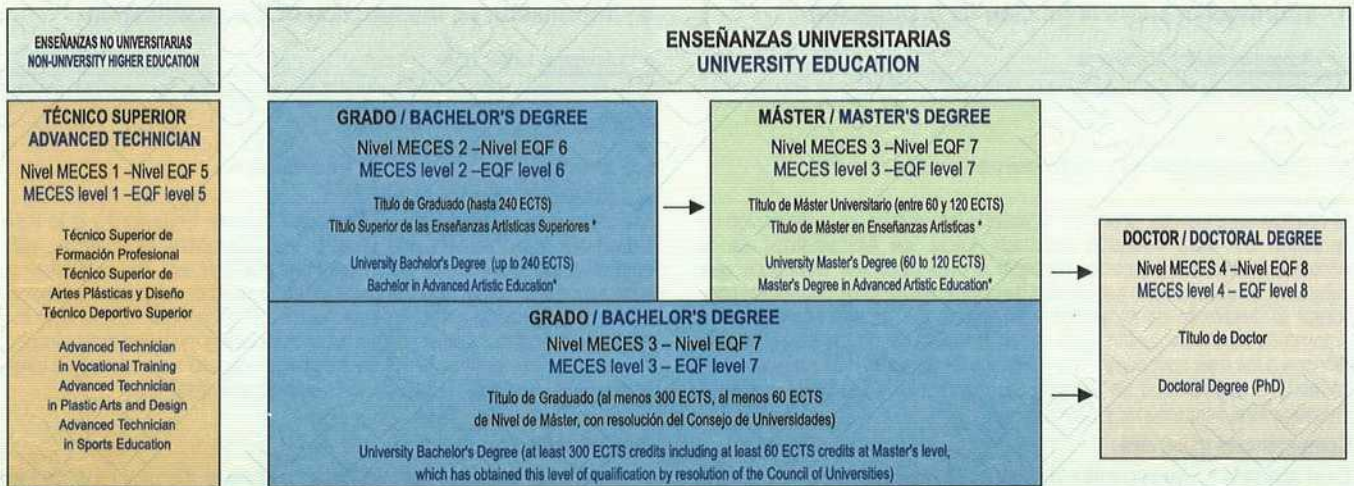 ENSEÑANZAS NO UNIVERSITARIAS
NON-UNIVERSITY HIGHER EDUCATION
ENSEÑANZAS UNIVERSITARIAS
UNIVERSITY EDUCATION
TÉCNICO SUPERIOR
ADVANCED TECHNICIAN
Nivel MECES 1 –Nivel EQF 5
MECES level 1 –EQF level 5
Técnico Superior de
Formación Profesional
Técnico Superior de
Artes Plásticas y Diseño
Técnico Deportivo Superior
Advanced Technician
in Vocational Training
Advanced Technician
in Plastic Arts and Design
Advanced Technician
in Sports Education
GRADO / BACHELOR'S DEGREE
Nivel MECES 2 –Nivel EQF 6
MECES level 2 –EQF level 6
Título de Graduado (hasta 240 ECTS)
Título Superior de las Enseñanzas Artísticas Superiores *
University Bachelor's Degree (up to 240 ECTS)
Bachelor in Advanced Artistic Education*
MÁSTER / MASTER'S DEGREE
Nivel MECES 3 –Nivel EQF 7
MECES level 3 –EQF level 7
Título de Máster Universitario (entre 60 y 120 ECTS)
Título de Máster en Enseñanzas Artísticas *
University Master's Degree (60 to 120 ECTS)
Master's Degree in Advanced Artistic Education*
GRADO / BACHELOR'S DEGREE
Nivel MECES 3 – Nivel EQF 7
MECES level 3 – EQF level 7
Título de Graduado (al menos 300 ECTS, al menos 60 ECTS
de Nivel de Máster, con resolución del Consejo de Universidades)
University Bachelor's Degree (at least 300 ECTS credits including at least 60 ECTS credits at Master's level,
which has obtained this level of qualification by resolution of the Council of Universities)
DOCTOR / DOCTORAL DEGREE
Nivel MECES 4 –Nivel EQF 8
MECES level 4 – EQF level 8
Título de Doctor
Doctoral Degree (PhD)